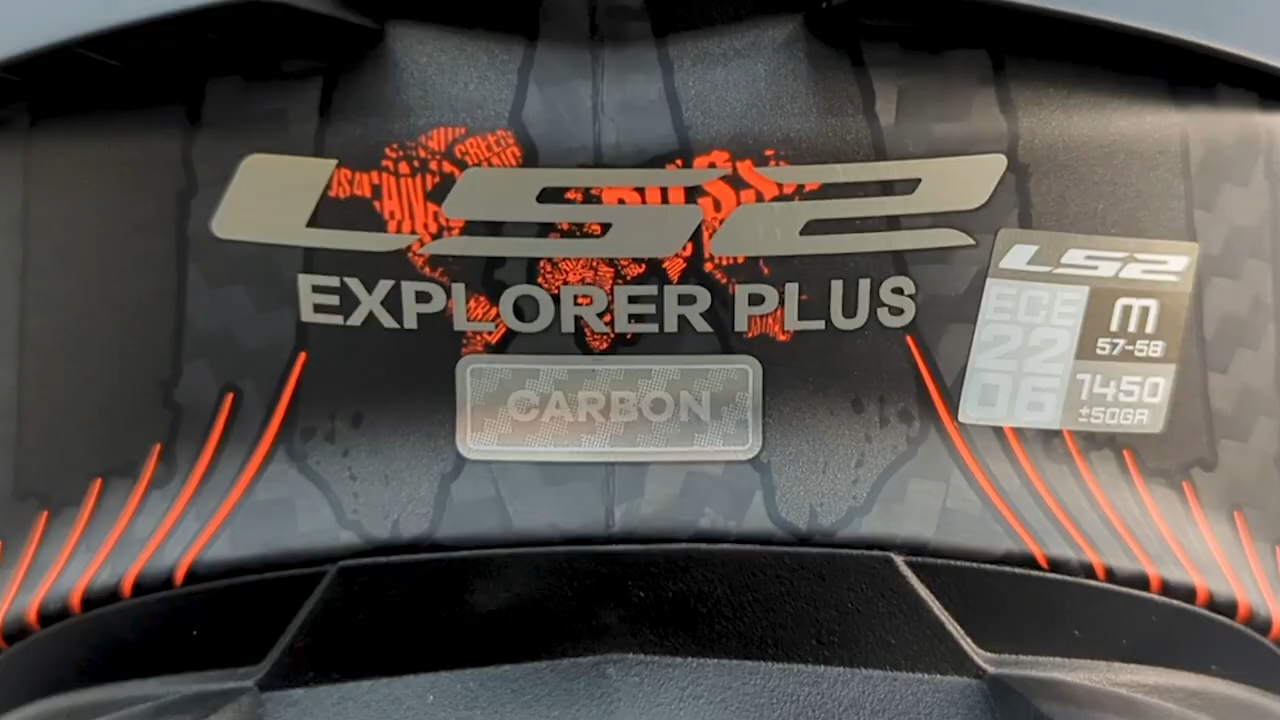 LS2
EXPLORER PLUS
CARBON
LS2
ECE
22
06
M
57-58
1450
±50GR